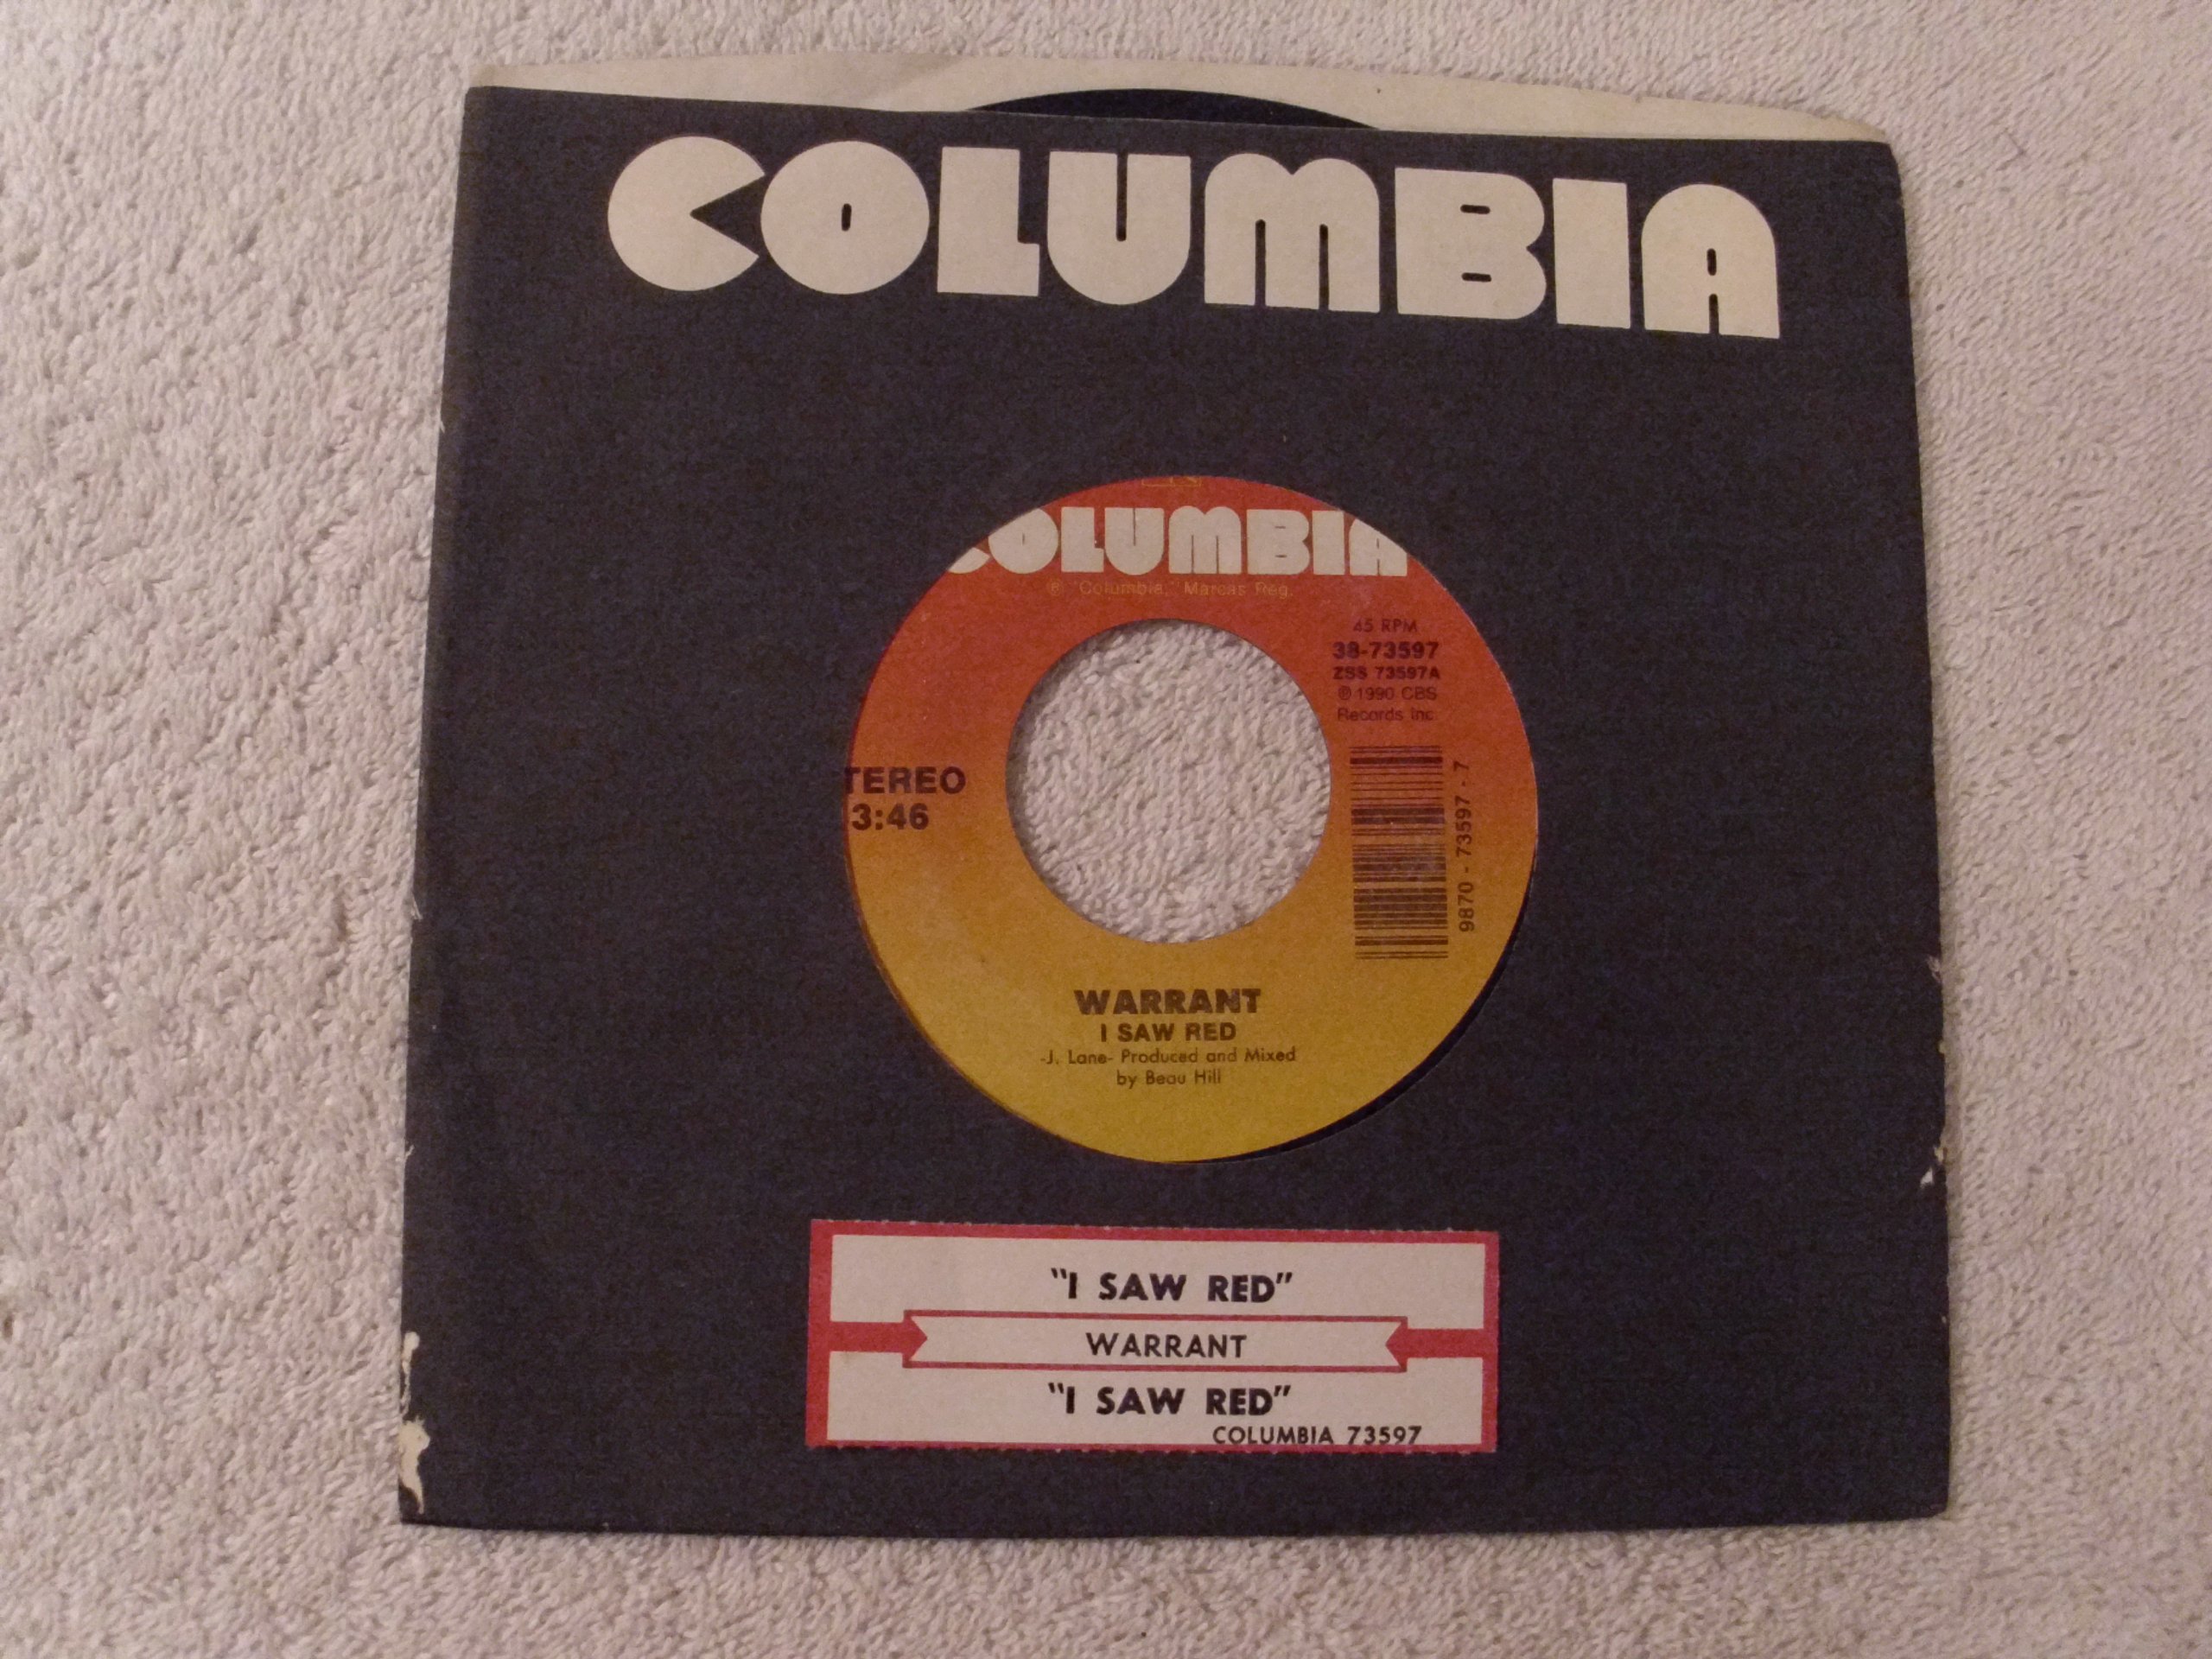 COLUMBIA
COLUMBIA
® "Columbia," Marcas Reg.
45 RPM
38-73597
ZSS 73597A
℗ 1990 CBS
Records Inc.
TEREO
3:46
9870 - 73597 - 7
WARRANT
I SAW RED
-J. Lane- Produced and Mixed
by Beau Hill
"I SAW RED"
WARRANT
"I SAW RED"
COLUMBIA 73597